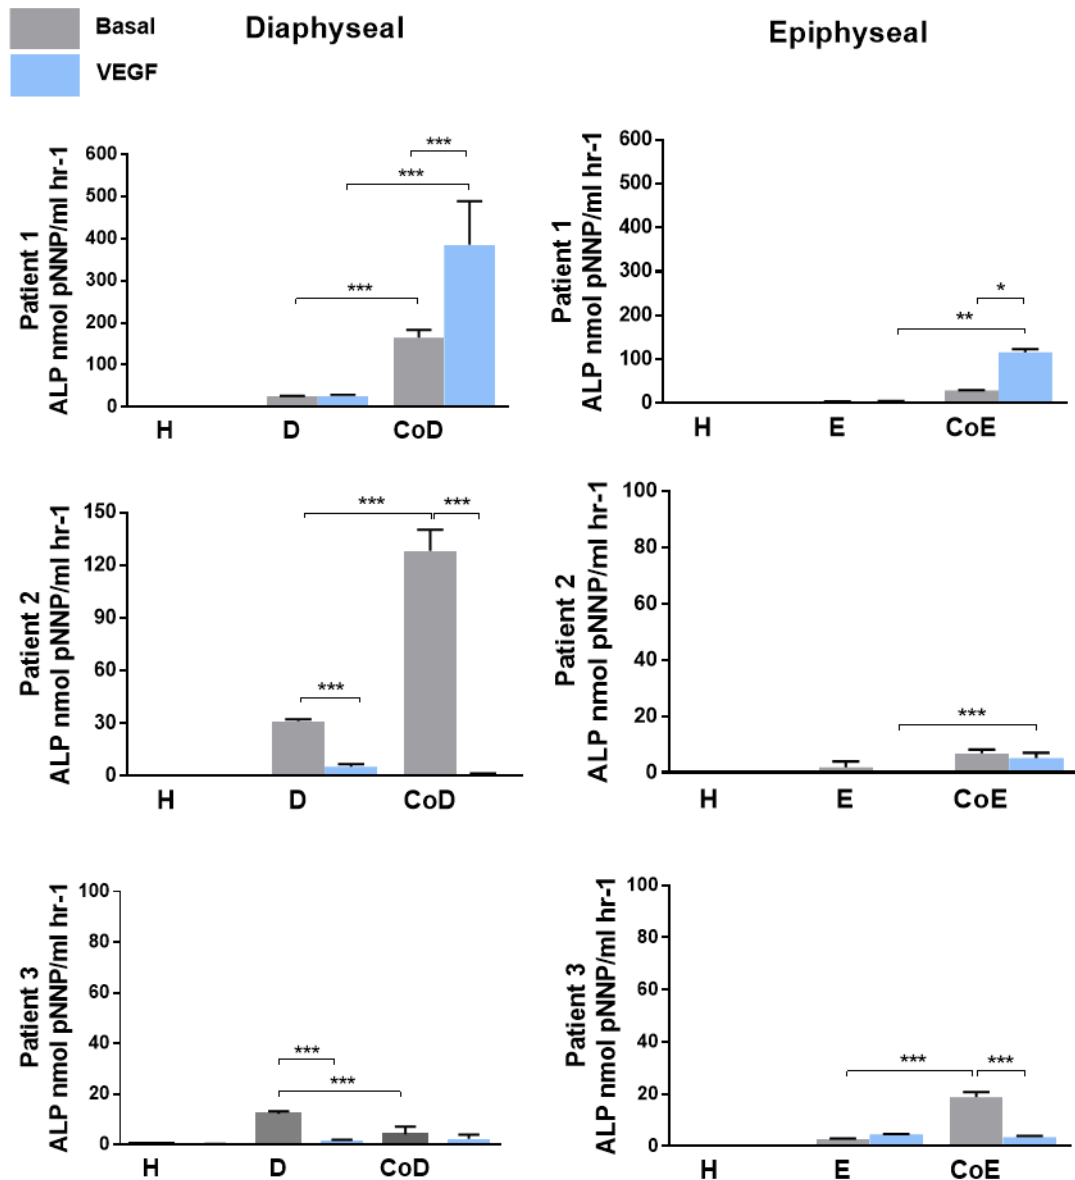 Basal
VEGF
Diaphyseal
Epiphyseal
Patient 1
ALP nmol pNNP/ml hr-1
600
500
400
300
200
100
0
***
***
***
H D CoD
Patient 1
ALP nmol pNNP/ml hr-1
600
500
400
300
200
100
0
*
**
H E CoE
Patient 2
ALP nmol pNNP/ml hr-1
150
120
90
60
30
0
*** ***
***
H D CoD
Patient 2
ALP nmol pNNP/ml hr-1
100
80
60
40
20
0
***
H E CoE
Patient 3
ALP nmol pNNP/ml hr-1
100
80
60
40
20
0
***
***
H D CoD
Patient 3
ALP nmol pNNP/ml hr-1
100
80
60
40
20
0
*** ***
H E CoE